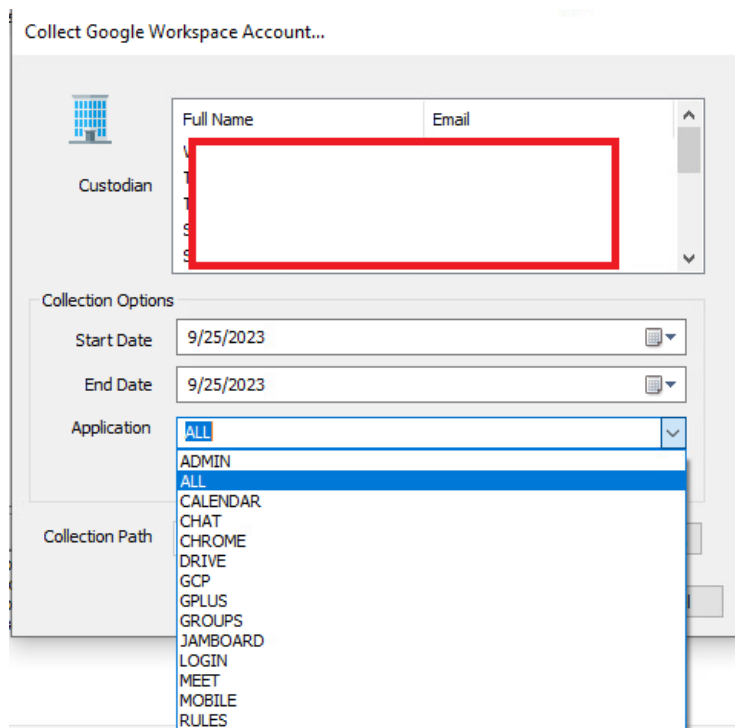 Collect Google Workspace Account...
Full Name Email
Custodian
Collection Options
Start Date 9/25/2023
End Date 9/25/2023
Application ALL
ADMIN
ALL
CALENDAR
CHAT
CHROME
Collection Path
DRIVE
GCP
GPLUS
GROUPS
JAMBOARD
LOGIN
MEET
MOBILE
RULES